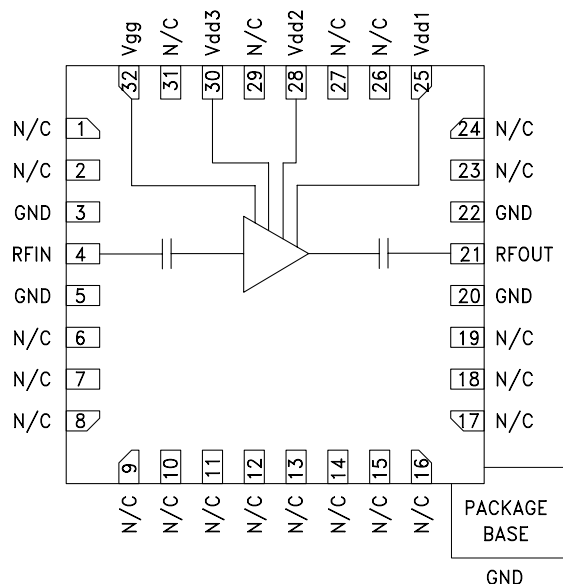 Vgg
N/C
Vdd3
N/C
Vdd2
N/C
N/C
Vdd1
32
31
30
29
28
27
26
25
N/C 1
N/C 2
GND 3
RFIN 4
GND 5
N/C 6
N/C 7
N/C 8
24 N/C
23 N/C
22 GND
21 RFOUT
20 GND
19 N/C
18 N/C
17 N/C
9
10
11
12
13
14
15
16
N/C
N/C
N/C
N/C
N/C
N/C
N/C
N/C
PACKAGE
BASE
GND